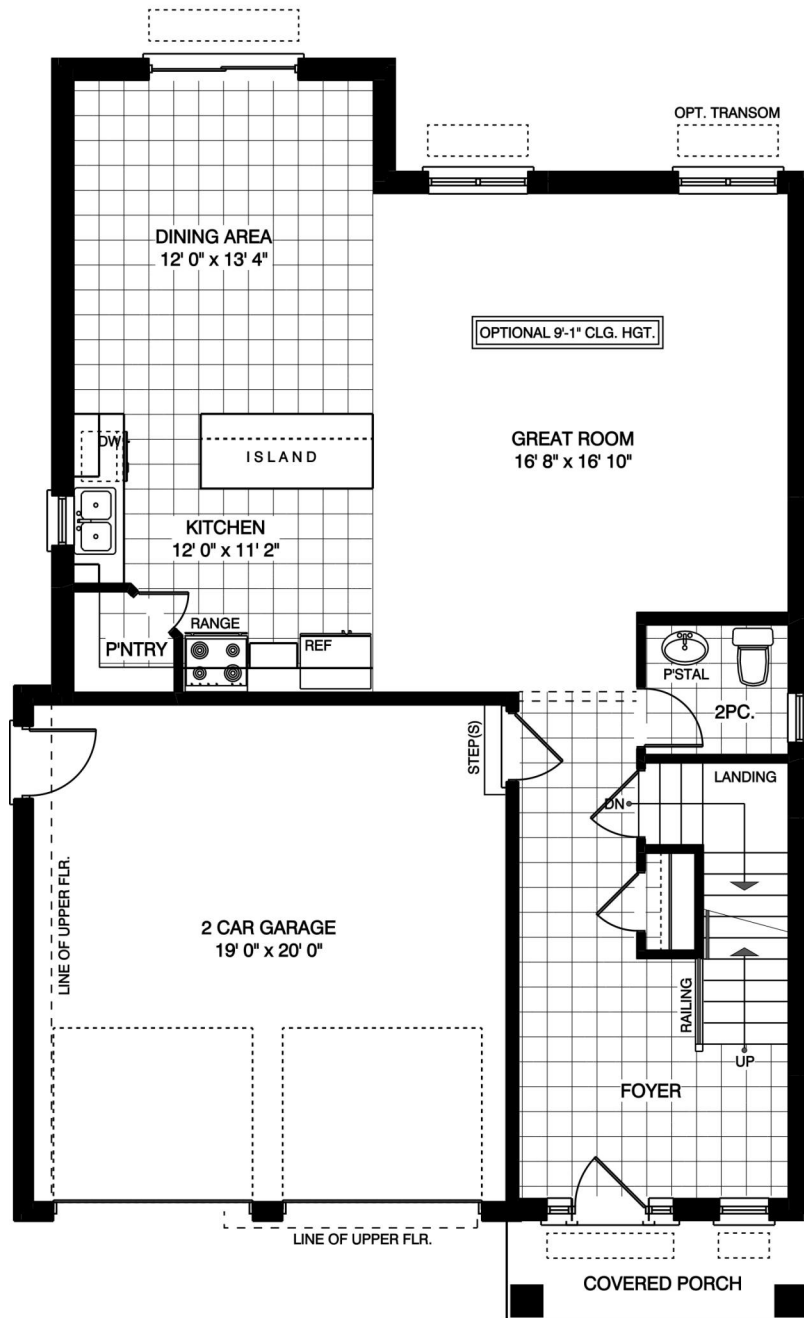 OPT. TRANSOM
DINING AREA
12' 0" x 13' 4"
OPTIONAL 9'-1" CLG. HGT.
DW
ISLAND
GREAT ROOM
16' 8" x 16' 10"
KITCHEN
12' 0" x 11' 2"
RANGE
REF
P'NTRY
P'STAL
2PC.
STEP(S)
LANDING
DN
LINE OF UPPER FLR.
2 CAR GARAGE
19' 0" x 20' 0"
RAILING
UP
FOYER
LINE OF UPPER FLR.
COVERED PORCH